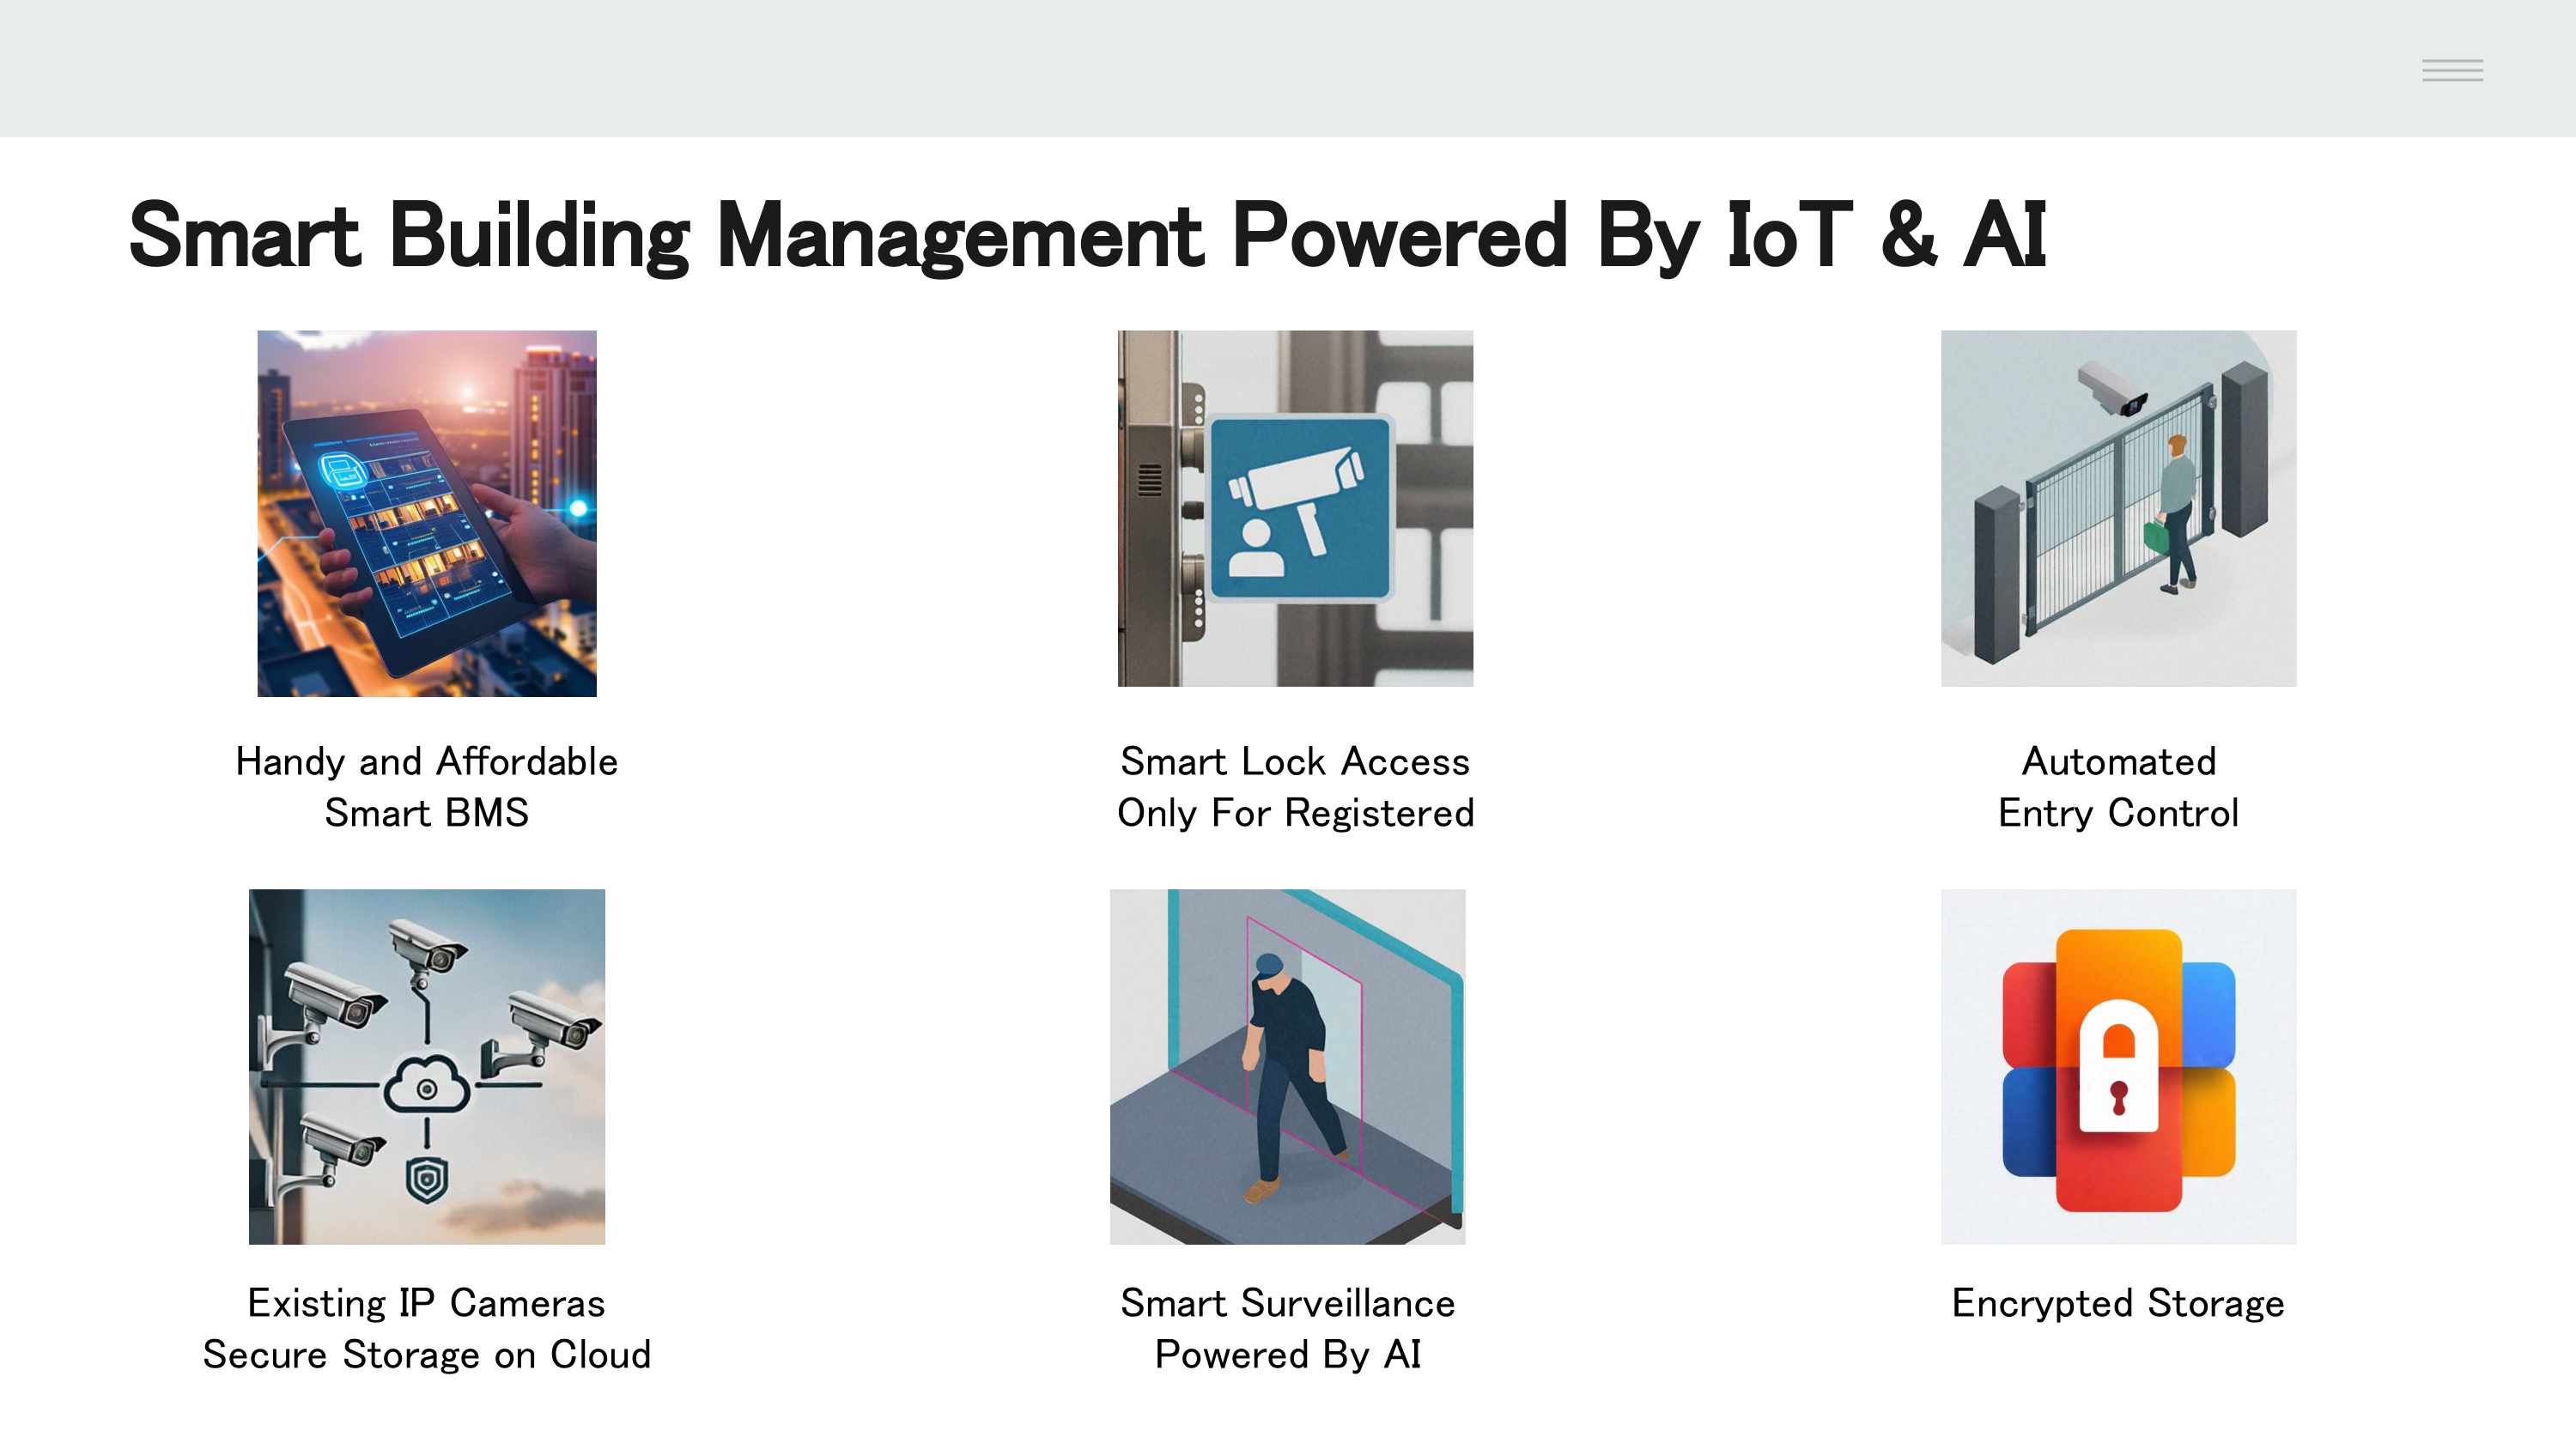 Smart Building Management Powered By IoT & AI
Handy and Affordable
Smart BMS
Smart Lock Access
Only For Registered
Automated
Entry Control
Existing IP Cameras
Secure Storage on Cloud
Smart Surveillance
Powered By AI
Encrypted Storage